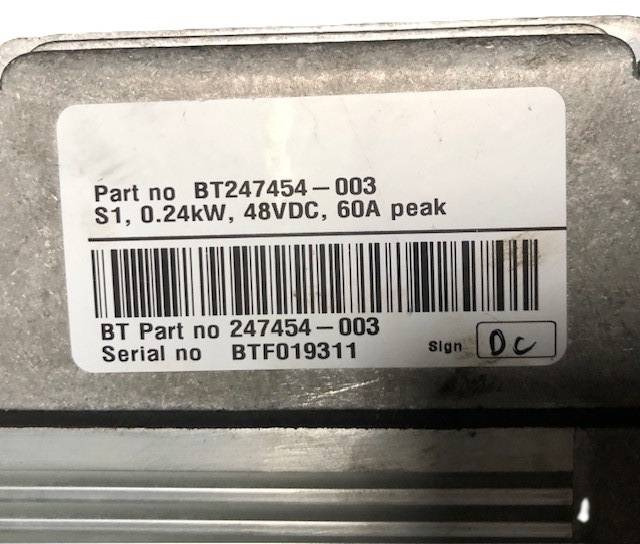 Part no BT247454-003
S1, 0.24kW, 48VDC, 60A peak
BT Part no 247454-003
Serial no BTF019311 Sign DC